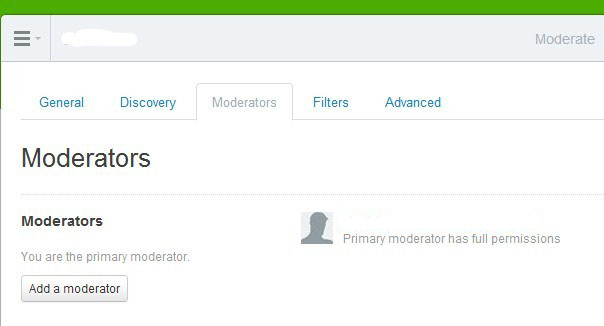 Moderate
General Discovery Moderators Filters Advanced
Moderators
Moderators
Primary moderator has full permissions
You are the primary moderator.
Add a moderator